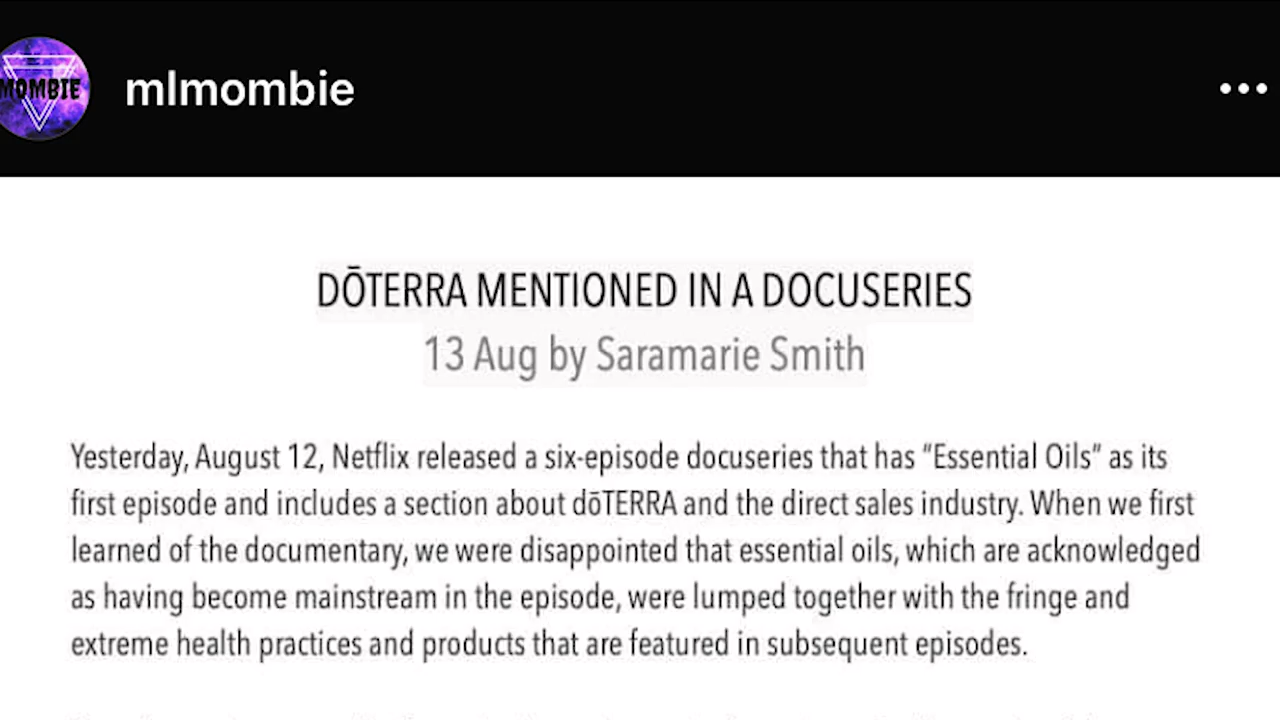 MOMBIE
mlmombie
DŌTERRA MENTIONED IN A DOCUSERIES
13 Aug by Saramarie Smith
Yesterday, August 12, Netflix released a six-episode docuseries that has “Essential Oils” as its
first episode and includes a section about dōTERRA and the direct sales industry. When we first
learned of the documentary, we were disappointed that essential oils, which are acknowledged
as having become mainstream in the episode, were lumped together with the fringe and
extreme health practices and products that are featured in subsequent episodes.